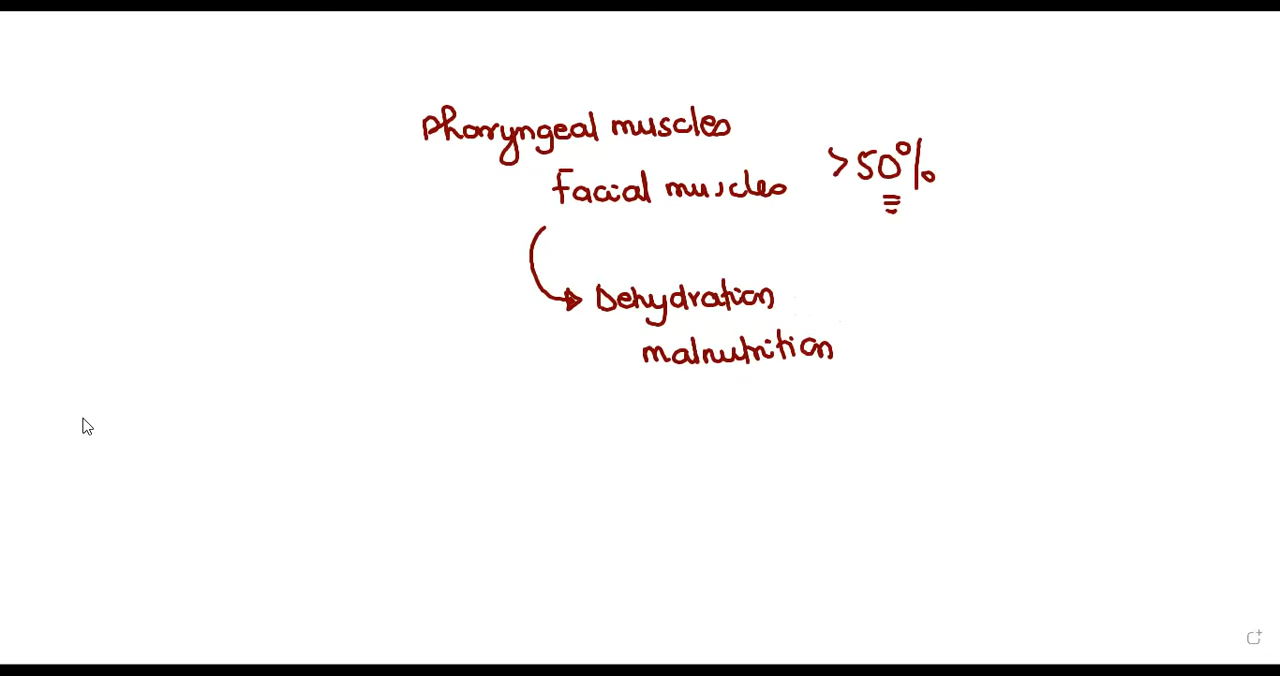 Pharyngeal muscles
Facial muscles >50%
Dehydration
malnutrition